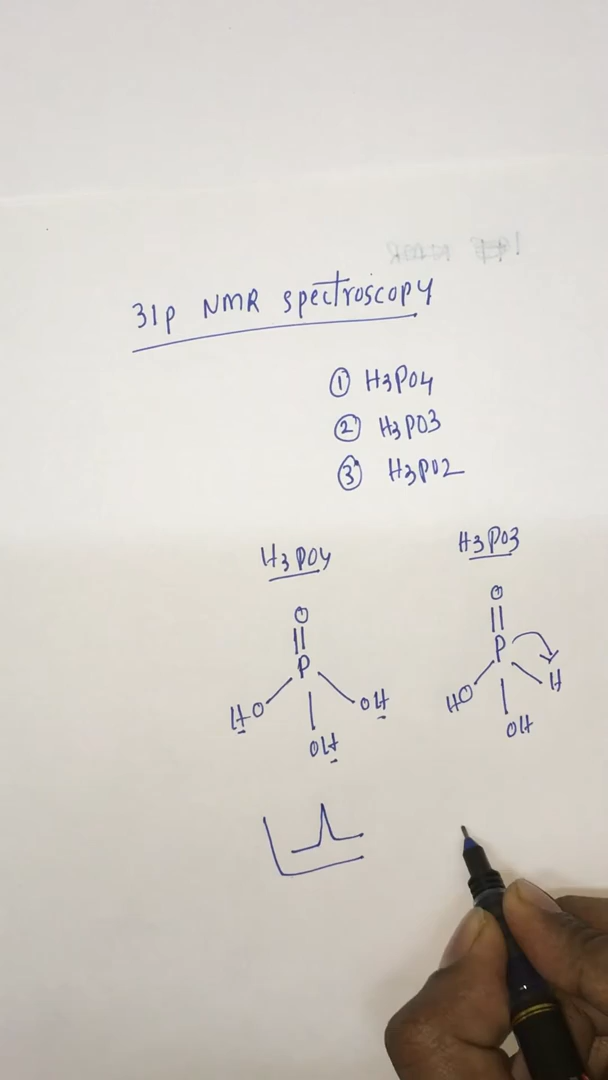 31P NMR spectroscopy
① H3PO4
② H3PO3
③ H3PO2
H3PO4
H3PO3
O
P
HO
OH
OH
O
P
H
HO
OH